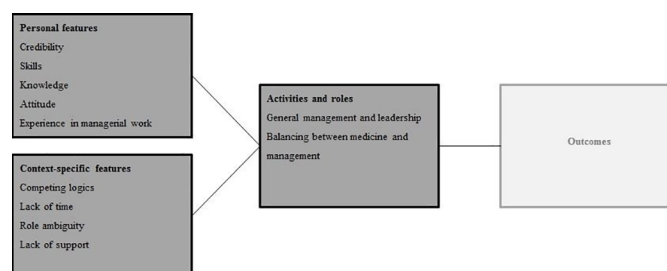 Personal features
Credibility
Skills
Knowledge
Attitude
Experience in managerial work
Context-specific features
Competing logics
Lack of time
Role ambiguity
Lack of support
Activities and roles
General management and leadership
Balancing between medicine and
management
Outcomes